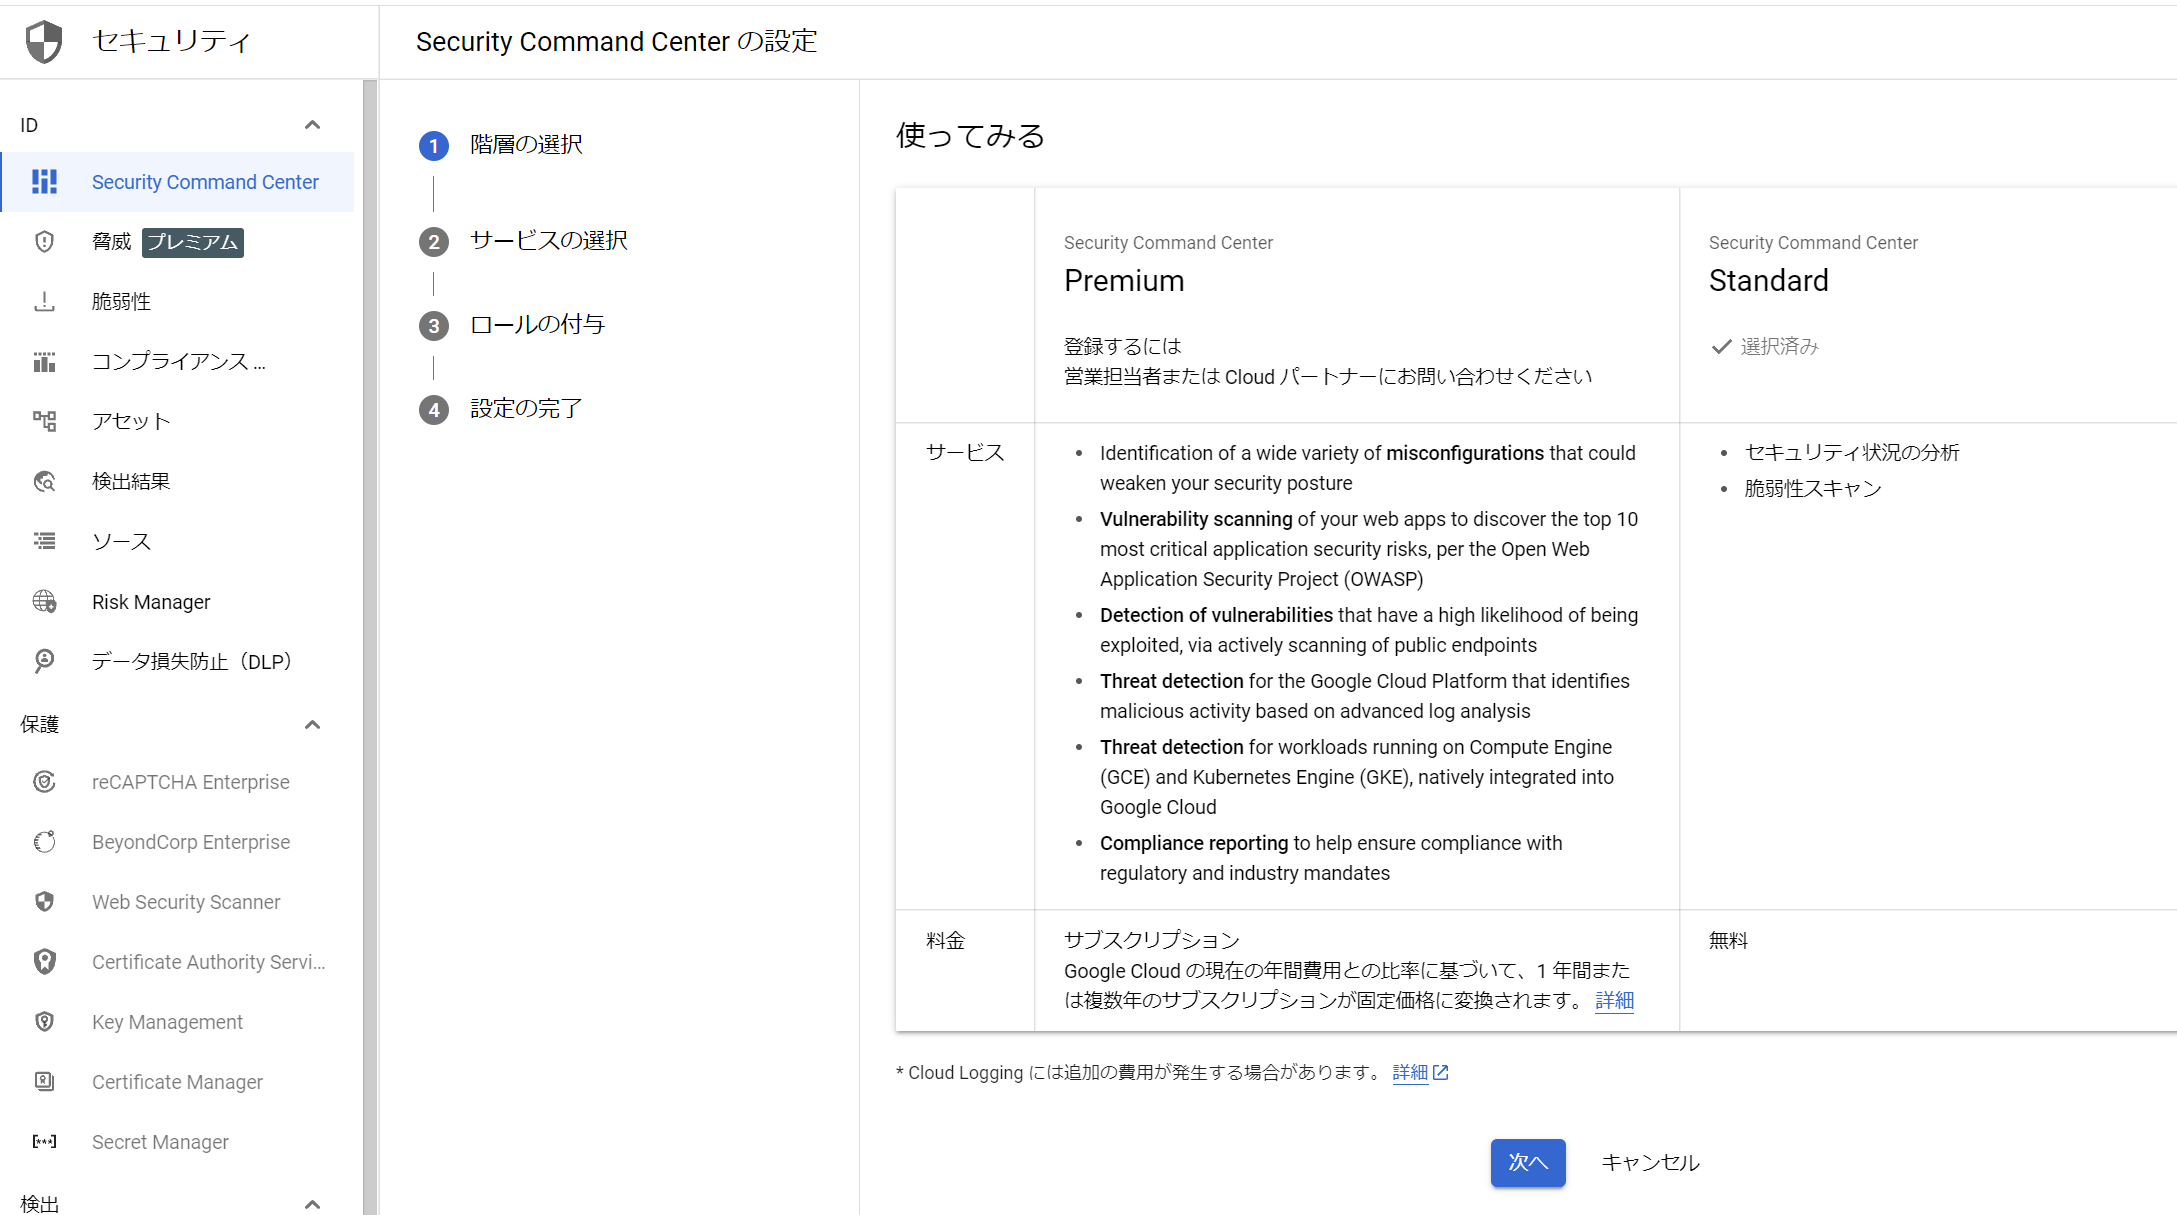 セキュリティ
Security Command Center の設定
ID
Security Command Center
脅威 プレミアム
脆弱性
コンプライアンス ...
アセット
検出結果
ソース
Risk Manager
データ損失防止（DLP）
保護
reCAPTCHA Enterprise
BeyondCorp Enterprise
Web Security Scanner
Certificate Authority Servi...
Key Management
Certificate Manager
Secret Manager
検出
1 階層の選択
2 サービスの選択
3 ロールの付与
4 設定の完了
使ってみる
Security Command Center
Premium
登録するには
営業担当者または Cloud パートナーにお問い合わせください
Security Command Center
Standard
選択済み
サービス
• Identification of a wide variety of misconfigurations that could
weaken your security posture
• Vulnerability scanning of your web apps to discover the top 10
most critical application security risks, per the Open Web
Application Security Project (OWASP)
• Detection of vulnerabilities that have a high likelihood of being
exploited, via actively scanning of public endpoints
• Threat detection for the Google Cloud Platform that identifies
malicious activity based on advanced log analysis
• Threat detection for workloads running on Compute Engine
(GCE) and Kubernetes Engine (GKE), natively integrated into
Google Cloud
• Compliance reporting to help ensure compliance with
regulatory and industry mandates
• セキュリティ状況の分析
• 脆弱性スキャン
料金
サブスクリプション
Google Cloud の現在の年間費用との比率に基づいて、1 年間また
は複数年のサブスクリプションが固定価格に変換されます。 詳細
無料
* Cloud Logging には追加の費用が発生する場合があります。 詳細
次へ
キャンセル